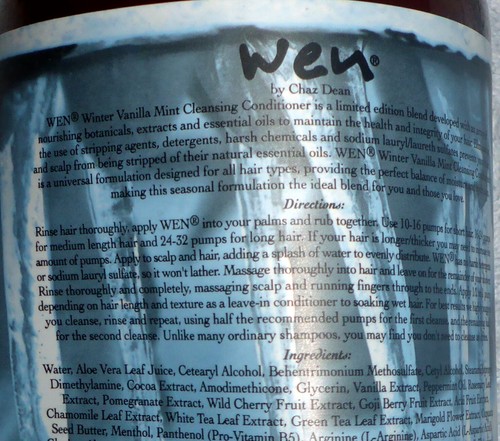 wen®
by Chaz Dean
WEN® Winter Vanilla Mint Cleansing Conditioner is a limited edition blend developed with
nourishing botanicals, extracts and essential oils to maintain the health and integrity of your hair.
the use of stripping agents, detergents, harsh chemicals and sodium lauryl/laureth sulfates,
and scalp from being stripped of their natural essential oils. WEN® Winter Vanilla Mint Cleansing
is a universal formulation designed for all hair types, providing the perfect balance of
making this seasonal formulation the ideal blend for you and those you love.
Directions:
Rinse hair thoroughly, apply WEN® into your palms and rub together. Use 10-16 pumps for short hair,
for medium length hair and 24-32 pumps for long hair. If your hair is longer/thicker you may need to
amount of pumps. Apply to scalp and hair, adding a splash of water to evenly distribute. WEN®
or sodium lauryl sulfate, so it won't lather. Massage thoroughly into hair and leave on for the remainder of
Rinse thoroughly and completely, massaging scalp and running fingers through to the ends. Apply
depending on hair length and texture as a leave-in conditioner to soaking wet hair. For best results
you cleanse, rinse and repeat, using half the recommended pumps for the first cleanse, and the
for the second cleanse. Unlike many ordinary shampoos, you may find you don't need to cleanse
Ingredients:
Water, Aloe Vera Leaf Juice, Cetearyl Alcohol, Behentrimonium Methosulfate, Cetyl Alcohol,
Dimethylamine, Cocoa Extract, Amodimethicone, Glycerin, Vanilla Extract, Peppermint Oil, Rosemary
Extract, Pomegranate Extract, Wild Cherry Fruit Extract, Goji Berry Fruit Extract, Acai Fruit
Chamomile Leaf Extract, White Tea Leaf Extract, Green Tea Leaf Extract, Marigold Flower
Seed Butter, Menthol, Panthenol (Pro-Vitamin B5), Arginine (L-Arginine), Aspartic Acid